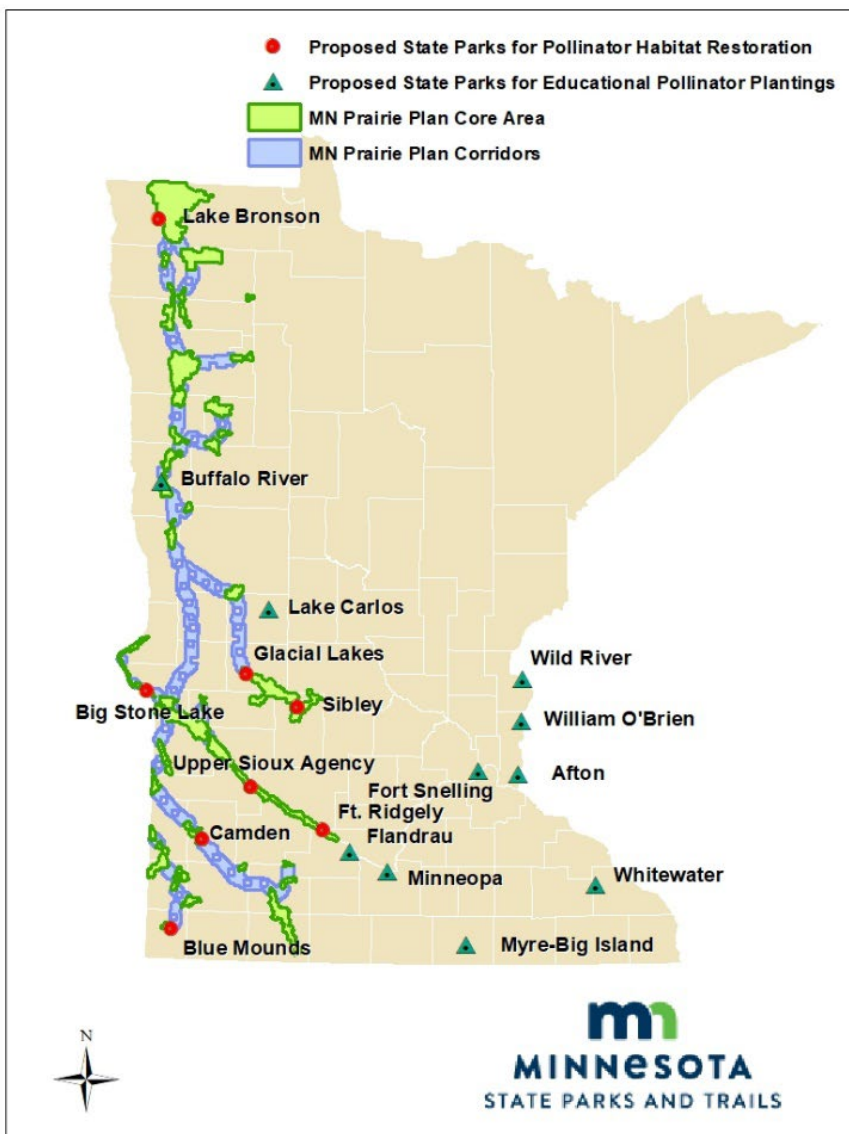 Proposed State Parks for Pollinator Habitat Restoration
Proposed State Parks for Educational Pollinator Plantings
MN Prairie Plan Core Area
MN Prairie Plan Corridors
Lake Bronson
Buffalo River
Lake Carlos
Glacial Lakes
Wild River
Sibley
Big Stone Lake
William O'Brien
Upper Sioux Agency
Afton
Fort Snelling
Ft. Ridgely
Camden
Flandrau
Minneopa
Whitewater
Blue Mounds
Myre-Big Island
N
mn
MINNeSOTA
STATE PARKS AND TRAILS